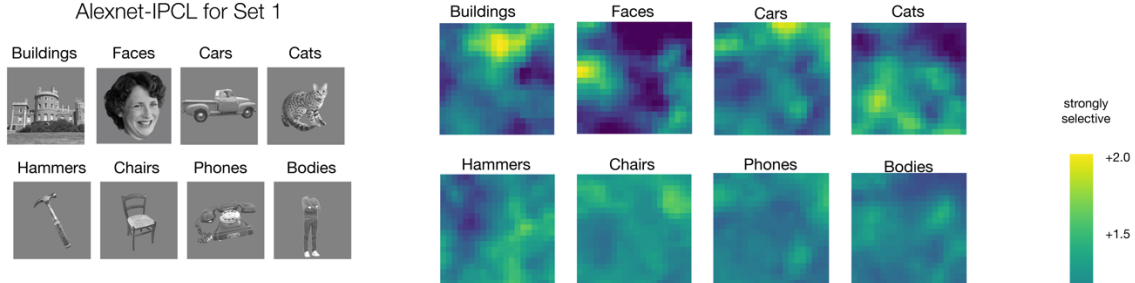 Alexnet-IPCL for Set 1
Buildings Faces Cars Cats
Hammers Chairs Phones Bodies
Buildings Faces Cars Cats
Hammers Chairs Phones Bodies
strongly
selective
+2.0
+1.5